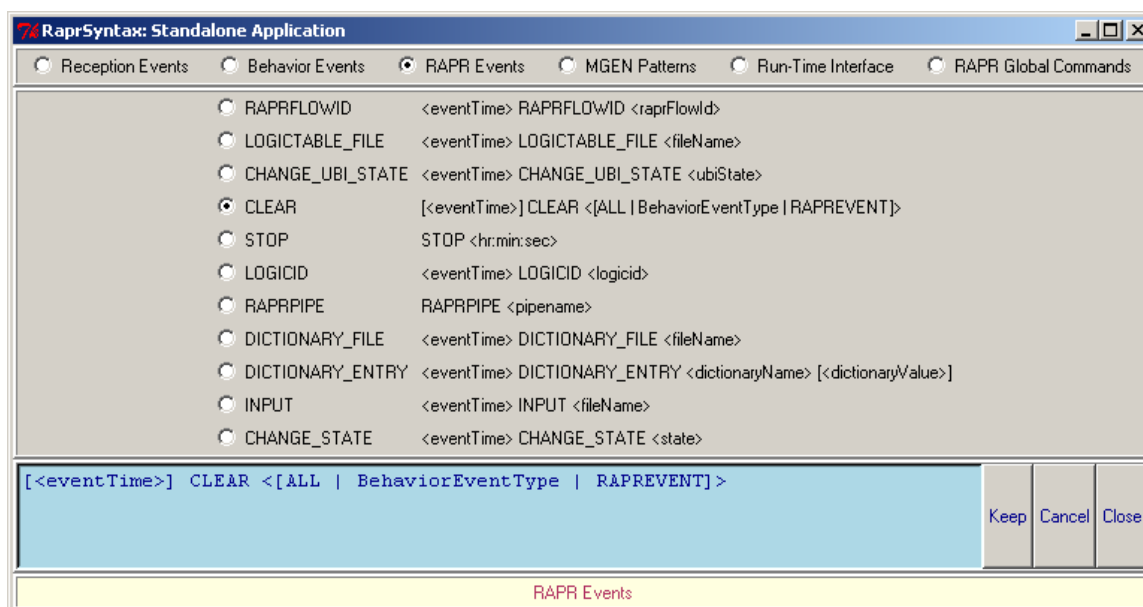 RaprSyntax: Standalone Application
Reception Events Behavior Events RAPR Events MGEN Patterns Run-Time Interface RAPR Global Commands
RAPRFLOWID <eventTime> RAPRFLOWID <raprFlowId>
LOGICTABLE_FILE <eventTime> LOGICTABLE_FILE <fileName>
CHANGE_UBI_STATE <eventTime> CHANGE_UBI_STATE <ubiState>
CLEAR [<eventTime>] CLEAR <[ALL | BehaviorEventType | RAPREVENT]>
STOP STOP <hr:min:sec>
LOGICID <eventTime> LOGICID <logicid>
RAPRPIPE RAPRPIPE <pipename>
DICTIONARY_FILE <eventTime> DICTIONARY_FILE <fileName>
DICTIONARY_ENTRY <eventTime> DICTIONARY_ENTRY <dictionaryName> [<dictionaryValue>]
INPUT <eventTime> INPUT <fileName>
CHANGE_STATE <eventTime> CHANGE_STATE <state>
[<eventTime>] CLEAR <[ALL | BehaviorEventType | RAPREVENT]>
Keep Cancel Close
RAPR Events